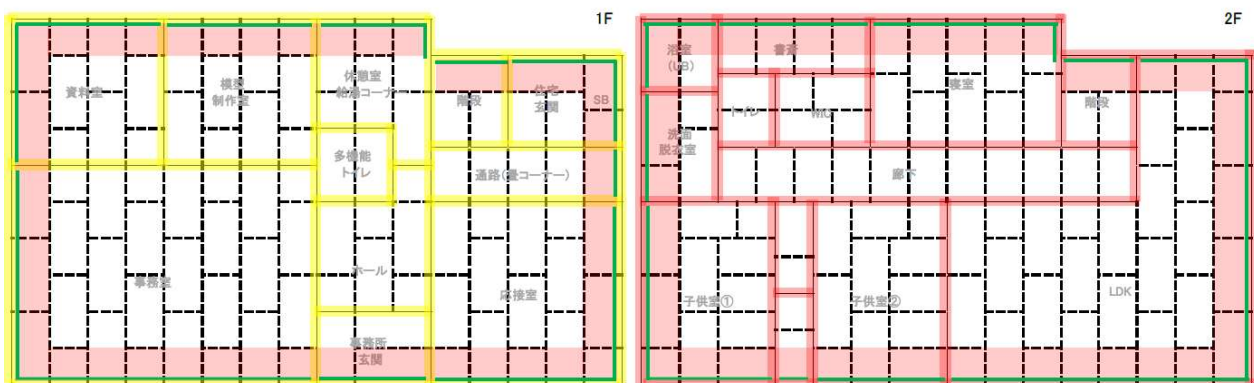 1F
資料室
模型
制作室
休憩室
給湯コーナー
階段
住宅
玄関
SB
多機能
トイレ
通路(畳コーナー)
事務室
ホール
応接室
事務所
玄関
2F
浴室
(UB)
書斎
トイレ
WIC
寝室
階段
洗面
脱衣室
廊下
子供室①
子供室②
LDK